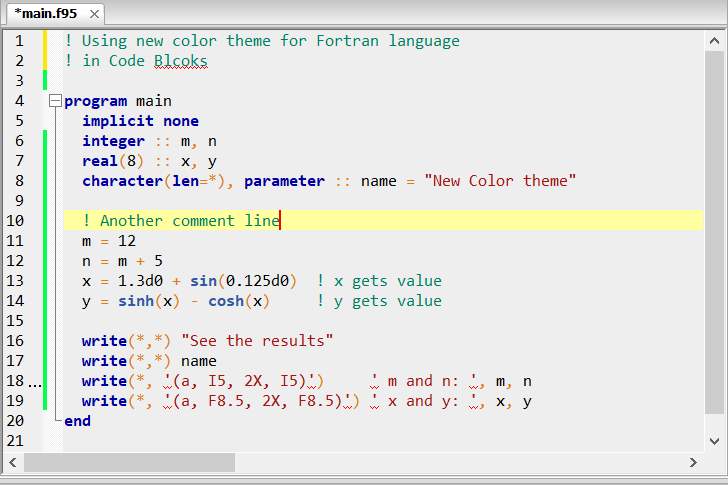 *main.f95
1 ! Using new color theme for Fortran language
2 ! in Code Blcoks
3
4 program main
5 implicit none
6 integer :: m, n
7 real(8) :: x, y
8 character(len=*), parameter :: name = "New Color theme"
9
10 ! Another comment line
11 m = 12
12 n = m + 5
13 x = 1.3d0 + sin(0.125d0) ! x gets value
14 y = sinh(x) - cosh(x) ! y gets value
15
16 write(*,*) "See the results"
17 write(*,*) name
18 ... write(*, '(a, I5, 2X, I5)') ' m and n: ', m, n
19 write(*, '(a, F8.5, 2X, F8.5)') ' x and y: ', x, y
20 end
21